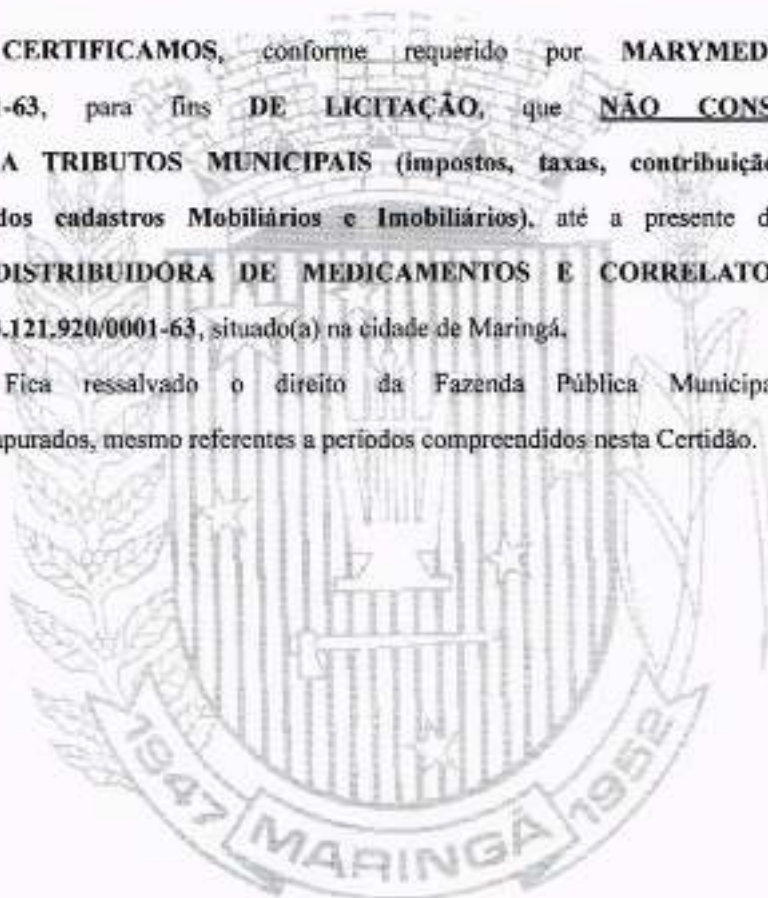 CERTIFICAMOS, conforme requerido por MARYMED
-63, para fins DE LICITAÇÃO, que NÃO CONS
A TRIBUTOS MUNICIPAIS (impostos, taxas, contribuiçã
dos cadastros Mobiliários e Imobiliários), até a presente d
DISTRIBUIDORA DE MEDICAMENTOS E CORRELATO
.121.920/0001-63, situado(a) na cidade de Maringá.
Fica ressalvado o direito da Fazenda Pública Municipa
apurados, mesmo referentes a períodos compreendidos nesta Certidão.
1947 MARINGÁ 1952